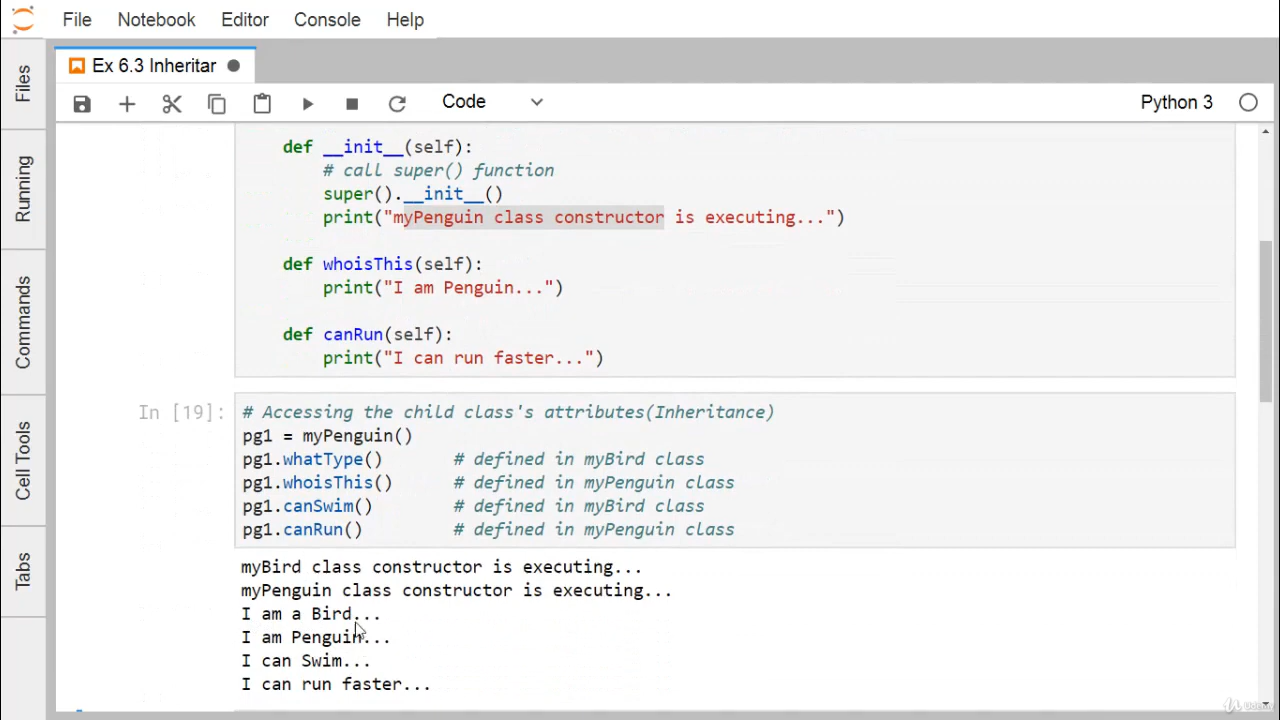 File Notebook Editor Console Help
Ex 6.3 Inheritar
Code
Python 3
Files
Running
Commands
Cell Tools
Tabs
def __init__(self):
# call super() function
super().__init__()
print("myPenguin class constructor is executing...")
def whoisThis(self):
print("I am Penguin...")
def canRun(self):
print("I can run faster...")
In [19]:
# Accessing the child class's attributes(Inheritance)
pg1 = myPenguin()
pg1.whatType() # defined in myBird class
pg1.whoisThis() # defined in myPenguin class
pg1.canSwim() # defined in myBird class
pg1.canRun() # defined in myPenguin class
myBird class constructor is executing...
myPenguin class constructor is executing...
I am a Bird...
I am Penguin...
I can Swim...
I can run faster...
Udemy